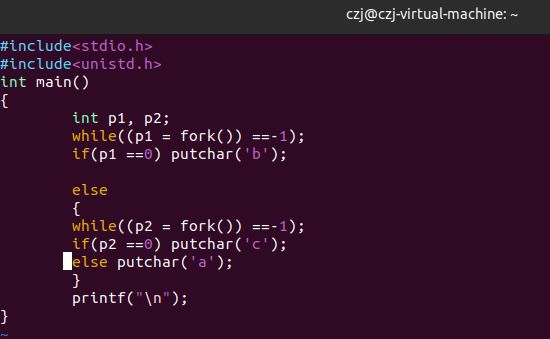 czj@czj-virtual-machine: ~
#include<stdio.h>
#include<unistd.h>
int main()
{
int p1, p2;
while((p1 = fork()) ==-1);
if(p1 ==0) putchar('b');
else
{
while((p2 = fork()) ==-1);
if(p2 ==0) putchar('c');
else putchar('a');
}
printf("\n");
}
~